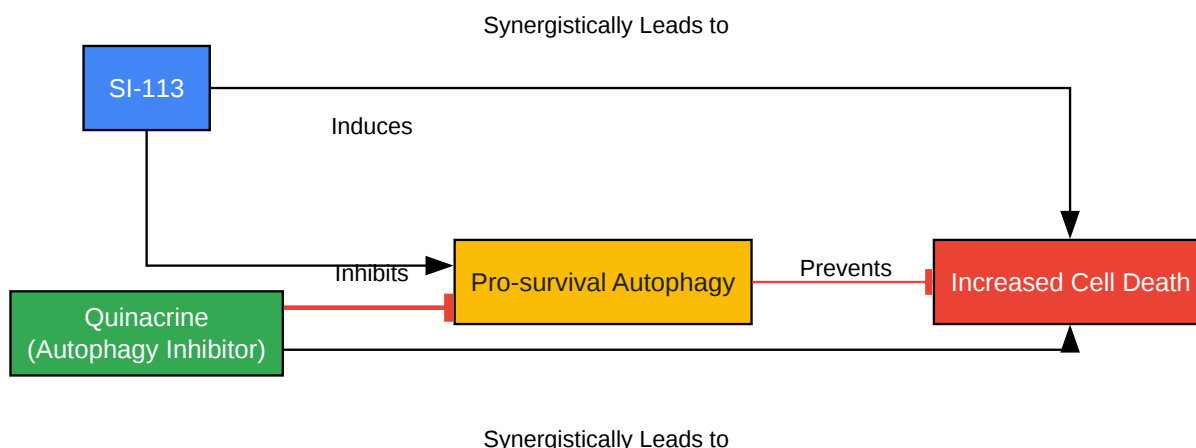 Synergistically Leads to
SI-113
Induces
Inhibits
Pro-survival Autophagy
Prevents
Increased Cell Death
Quinacrine
(Autophagy Inhibitor)
Synergistically Leads to